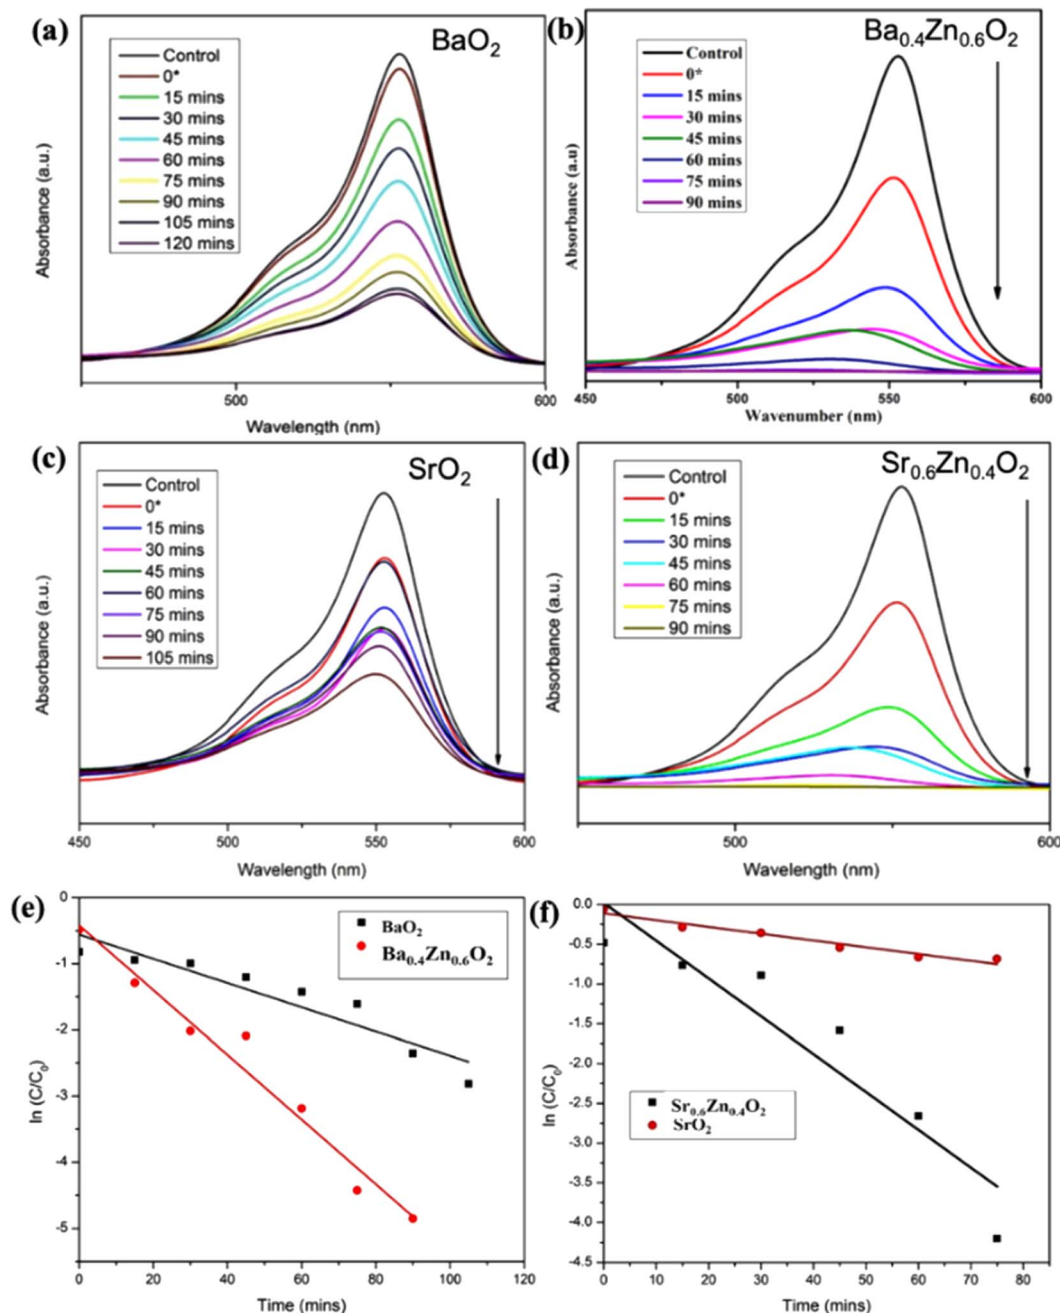 (a)
BaO2
Control
0*
15 mins
30 mins
45 mins
60 mins
75 mins
90 mins
105 mins
120 mins
Absorbance (a.u.)
500
600
Wavelength (nm)
(b)
Ba0.4Zn0.6O2
Control
0*
15 mins
30 mins
45 mins
60 mins
75 mins
90 mins
Absorbance (a.u)
450
500
550
600
Wavenumber (nm)
(c)
SrO2
Control
0*
15 mins
30 mins
45 mins
60 mins
75 mins
90 mins
105 mins
Absorbance (a.u.)
450
500
550
600
Wavelength (nm)
(d)
Sr0.6Zn0.4O2
Control
0*
15 mins
30 mins
45 mins
60 mins
75 mins
90 mins
Absorbance (a.u.)
500
600
Wavelength (nm)
(e)
BaO2
Ba0.4Zn0.6O2
0
-1
-2
-3
-4
-5
ln (C/C0)
0
20
40
60
80
100
120
Time (mins)
(f)
Sr0.6Zn0.4O2
SrO2
0.0
-0.5
-1.0
-1.5
-2.0
-2.5
-3.0
-3.5
-4.0
-4.5
ln (C/C0)
0
10
20
30
40
50
60
70
80
Time (mins)